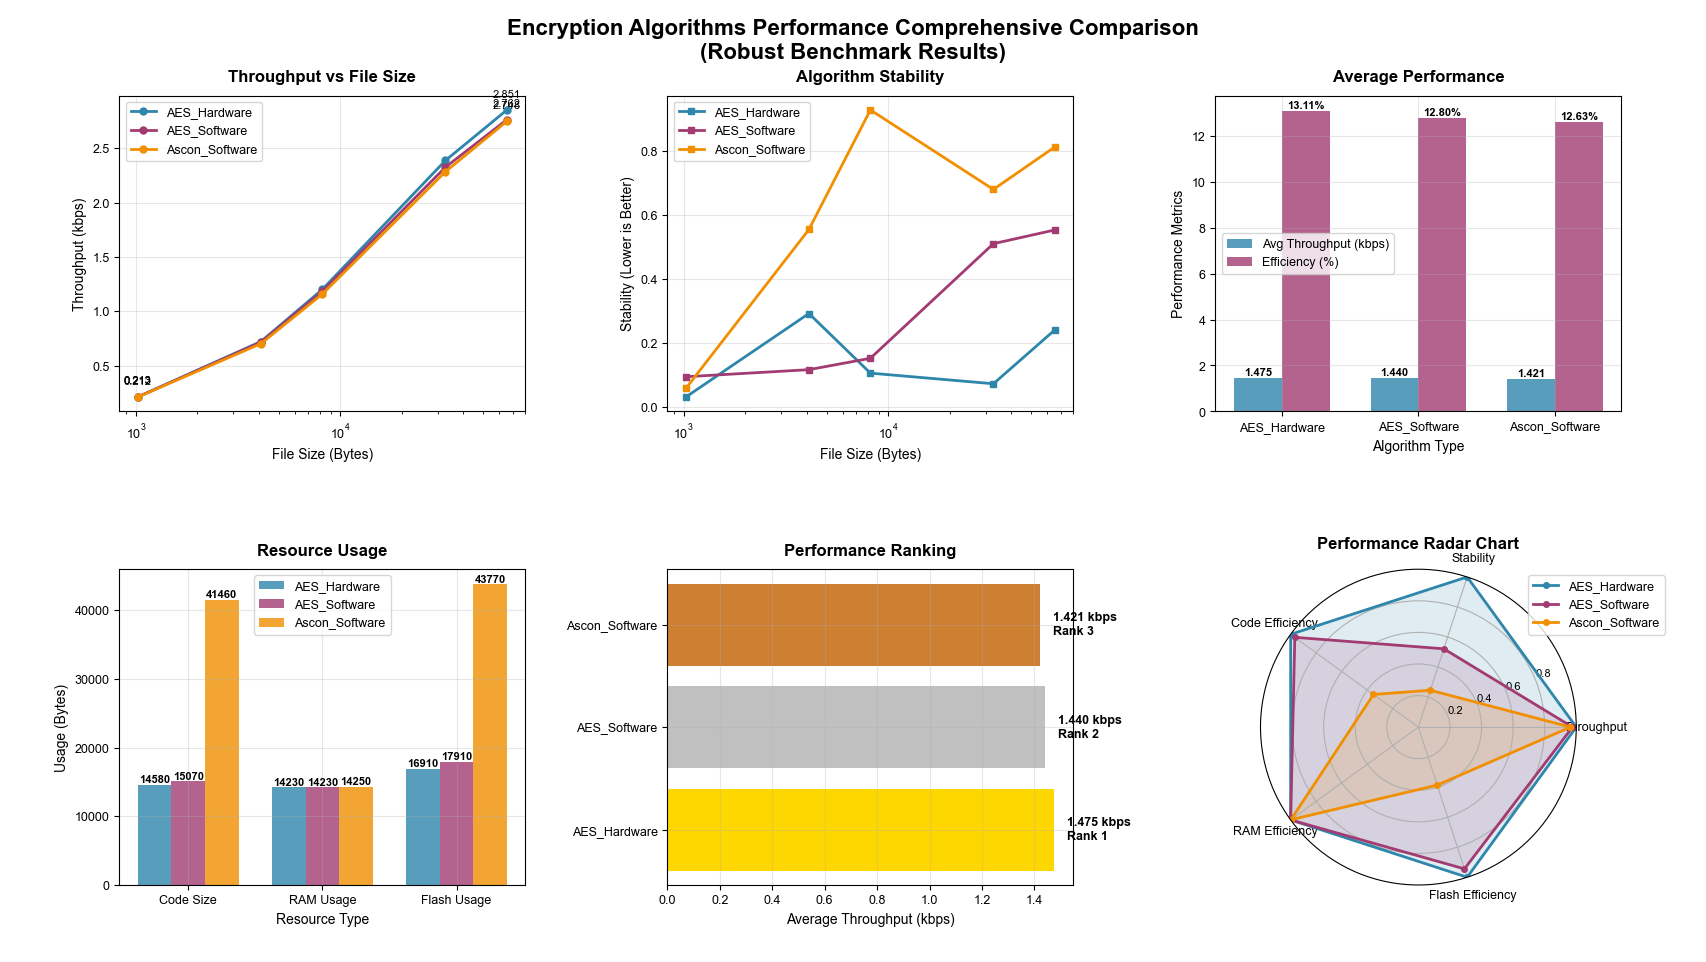 Encryption Algorithms Performance Comprehensive Comparison
(Robust Benchmark Results)
Throughput vs File Size
AES_Hardware
AES_Software
Ascon_Software
2.851
2.762
0.212
2.5
2.0
1.5
1.0
0.5
Throughput (kbps)
10³
10⁴
File Size (Bytes)
Algorithm Stability
AES_Hardware
AES_Software
Ascon_Software
0.8
0.6
0.4
0.2
0.0
Stability (Lower is Better)
10³
10⁴
File Size (Bytes)
Average Performance
13.11%
12.80%
12.63%
Avg Throughput (kbps)
Efficiency (%)
1.475
1.440
1.421
12
10
8
6
4
2
0
Performance Metrics
AES_Hardware
AES_Software
Ascon_Software
Algorithm Type
Resource Usage
AES_Hardware
AES_Software
Ascon_Software
14580
15070
41460
14230
14230
14250
16910
17910
43770
40000
30000
20000
10000
0
Usage (Bytes)
Code Size
RAM Usage
Flash Usage
Resource Type
Performance Ranking
Ascon_Software
1.421 kbps
Rank 3
AES_Software
1.440 kbps
Rank 2
AES_Hardware
1.475 kbps
Rank 1
0.0
0.2
0.4
0.6
0.8
1.0
1.2
1.4
Average Throughput (kbps)
Performance Radar Chart
Stability
AES_Hardware
AES_Software
Ascon_Software
Code Efficiency
0.8
0.6
0.4
0.2
RAM Efficiency
Flash Efficiency